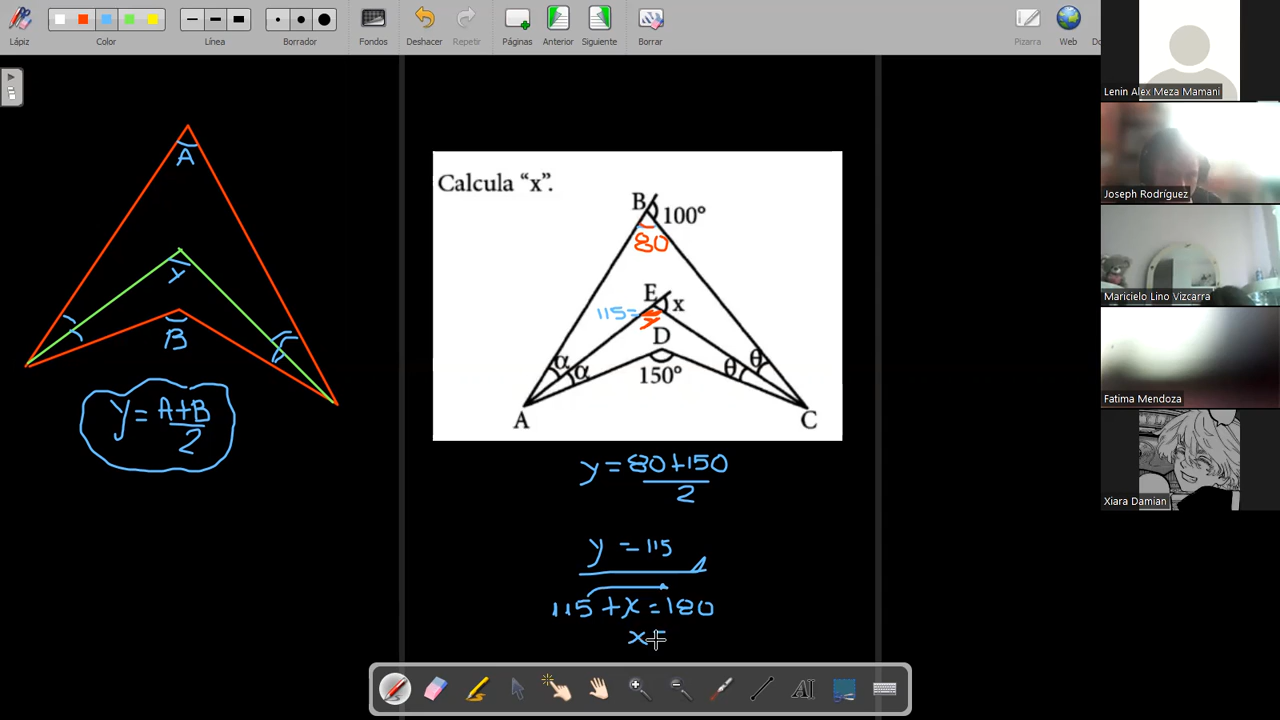 Lápiz
Color
Línea
Borrador
Fondos
Deshacer
Repetir
Páginas
Anterior
Siguiente
Borrar
Pizarra
Web
Lenin Alex Meza Mamani
Joseph Rodríguez
Maricielo Lino Vizcarra
Fatima Mendoza
Xiara Damian
A
y
B
y = A+B
2
Calcula “x”.
B
100°
80
E
x
115=
y
D
α
α
θ
θ
150°
A
C
y = 80+150
2
y = 115
115 + x = 180
x
AI